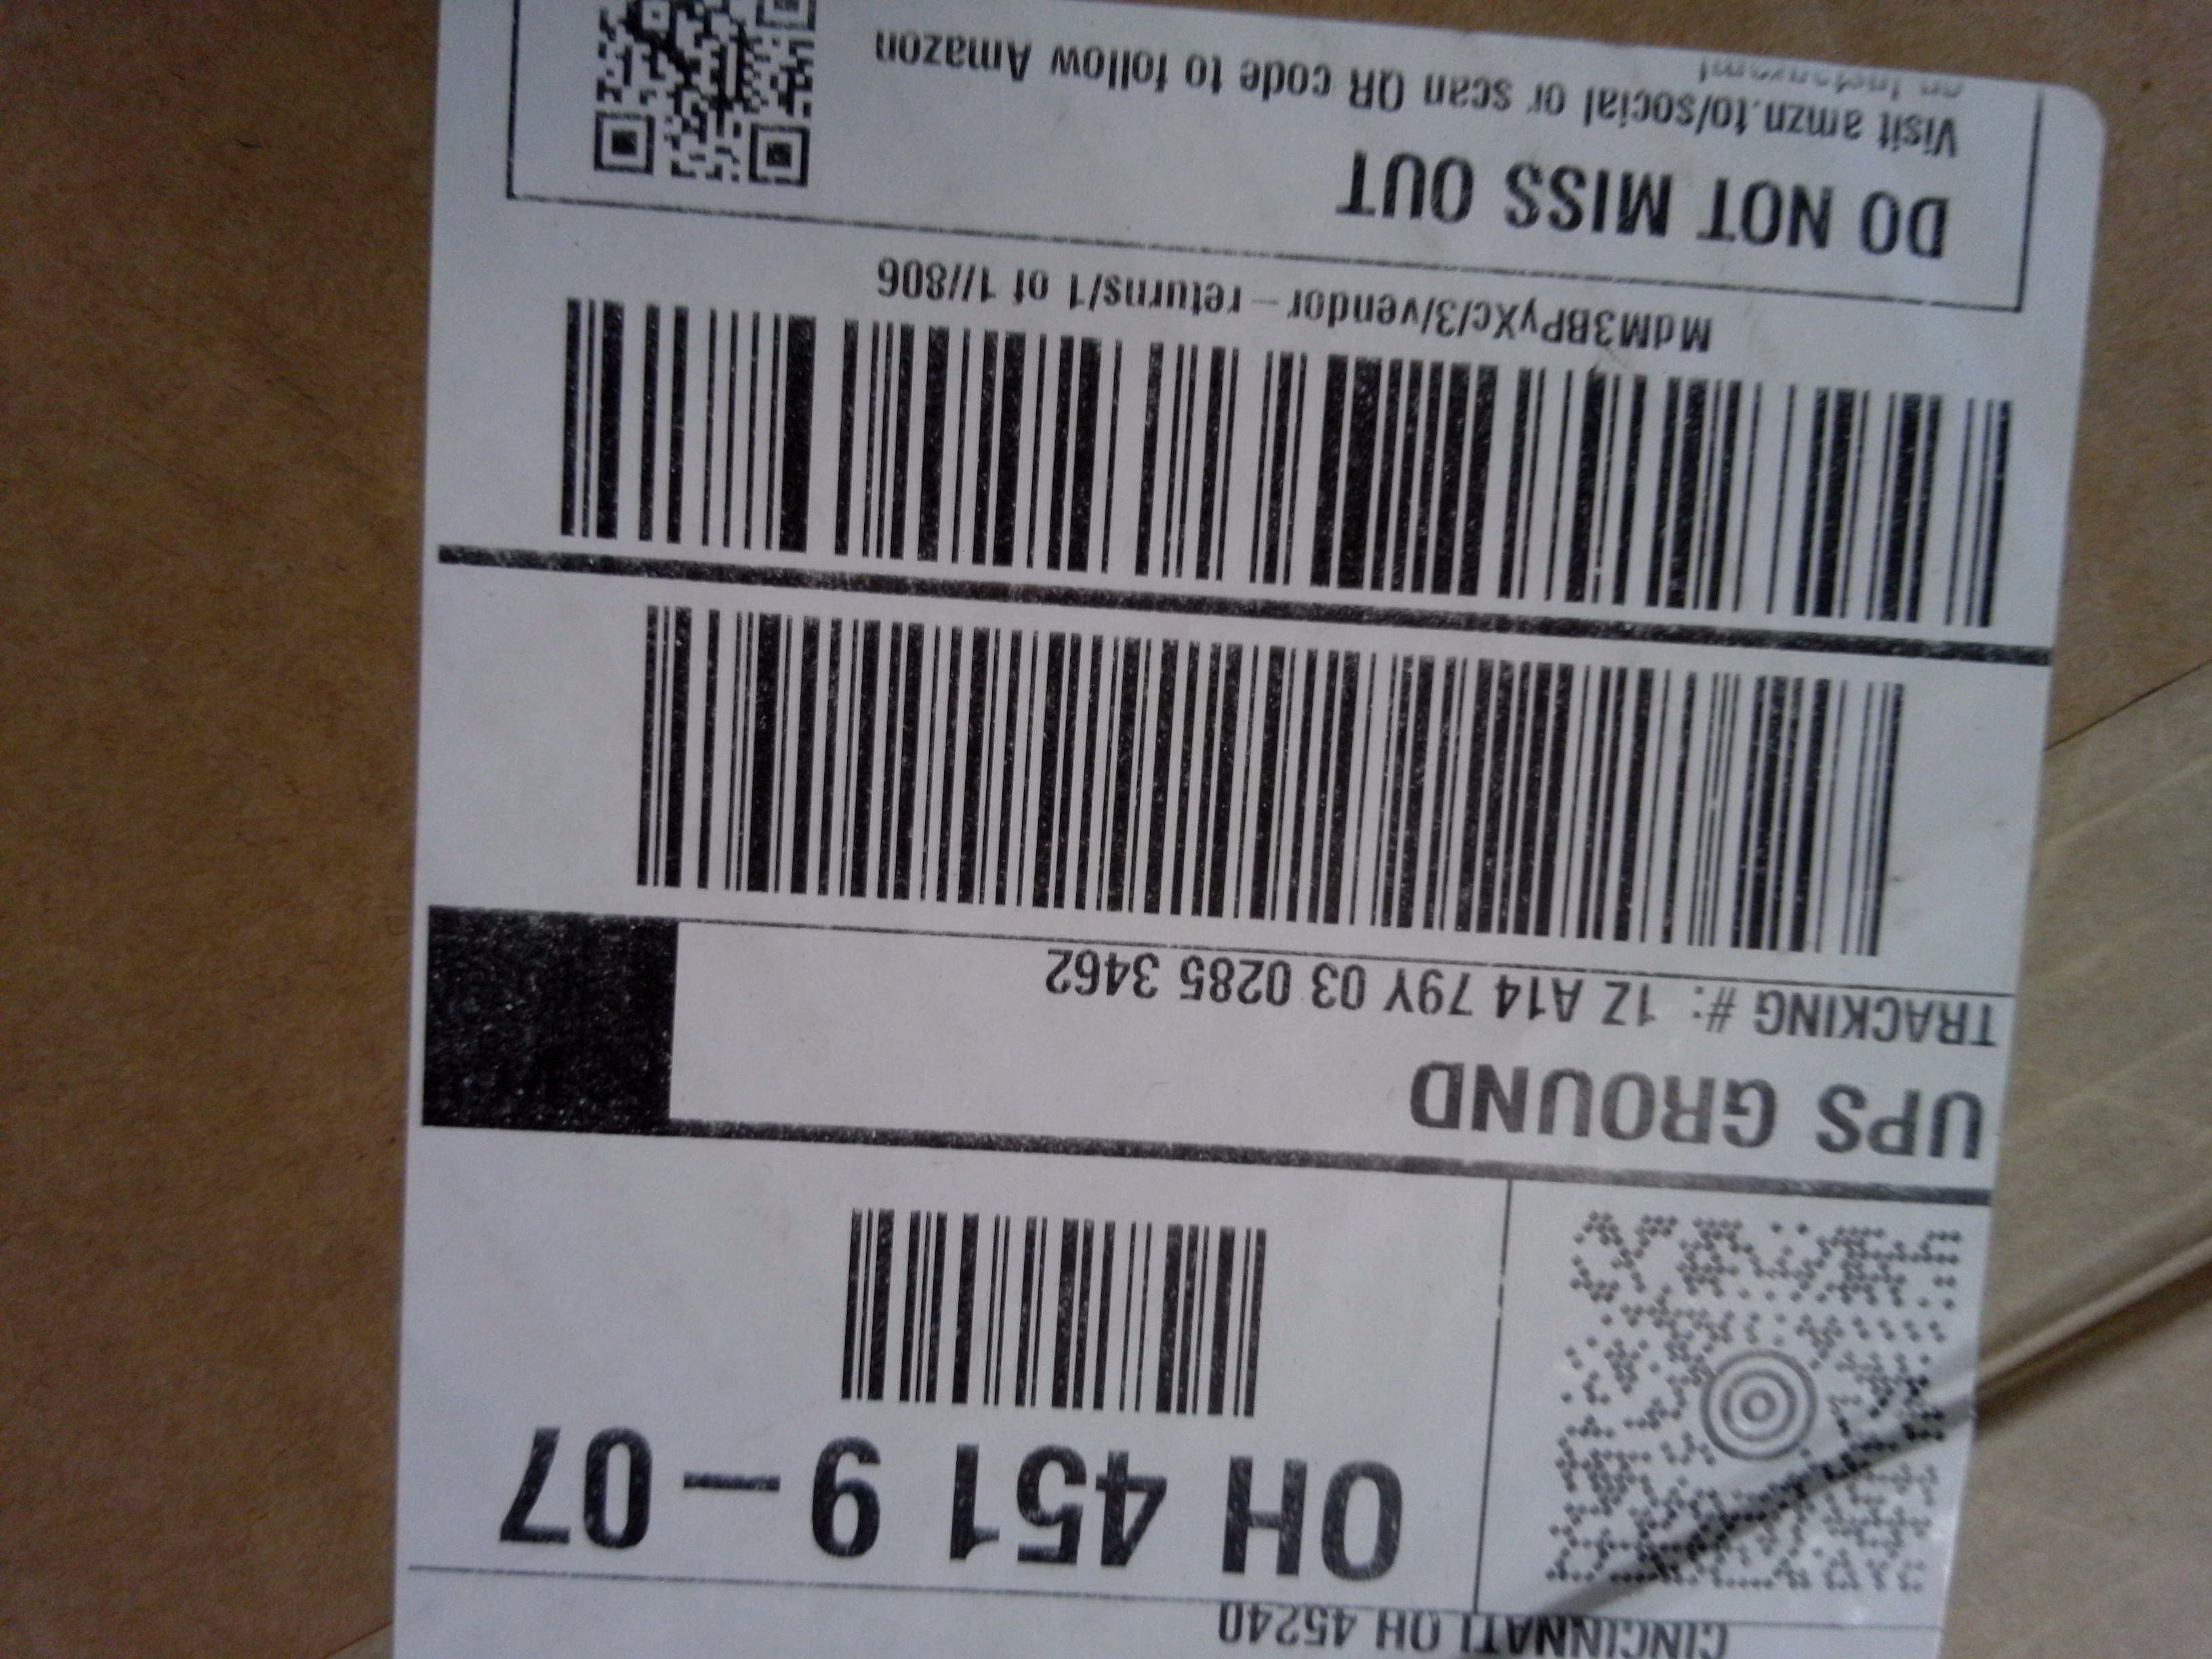 CINCINNATI OH 45240
OH 451 9-07
UPS GROUND
TRACKING #: 1Z A14 79Y 03 0285 3462
MdM3BPyXc/3/vendor-returns/1 of 1//806
DO NOT MISS OUT
Visit amzn.to/social or scan QR code to follow Amazon
on Instagram!